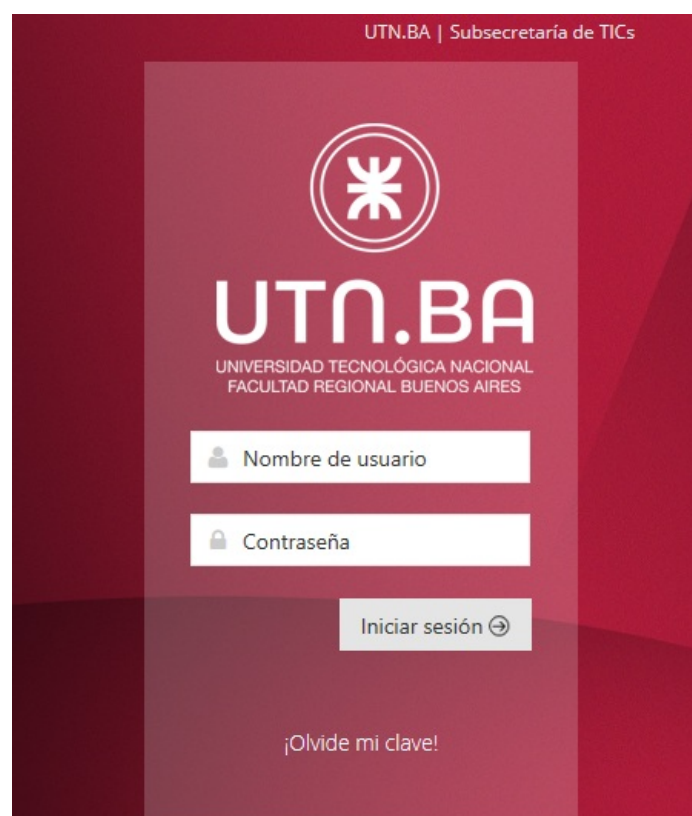 UTN.BA | Subsecretaría de TICs
UTN.BA
UNIVERSIDAD TECNOLÓGICA NACIONAL
FACULTAD REGIONAL BUENOS AIRES
Nombre de usuario
Contraseña
Iniciar sesión
¡Olvide mi clave!